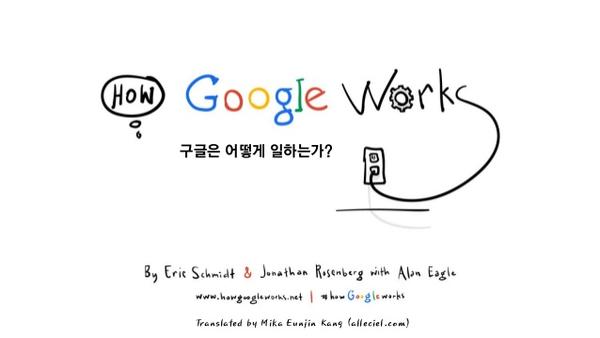 HOW Google Works
구글은 어떻게 일하는가?
By Eric Schmidt & Jonathan Rosenberg with Alan Eagle
www.howgoogleworks.net | #howGoogleworks
Translated by Mika Eunjin Kang (alleciel.com)